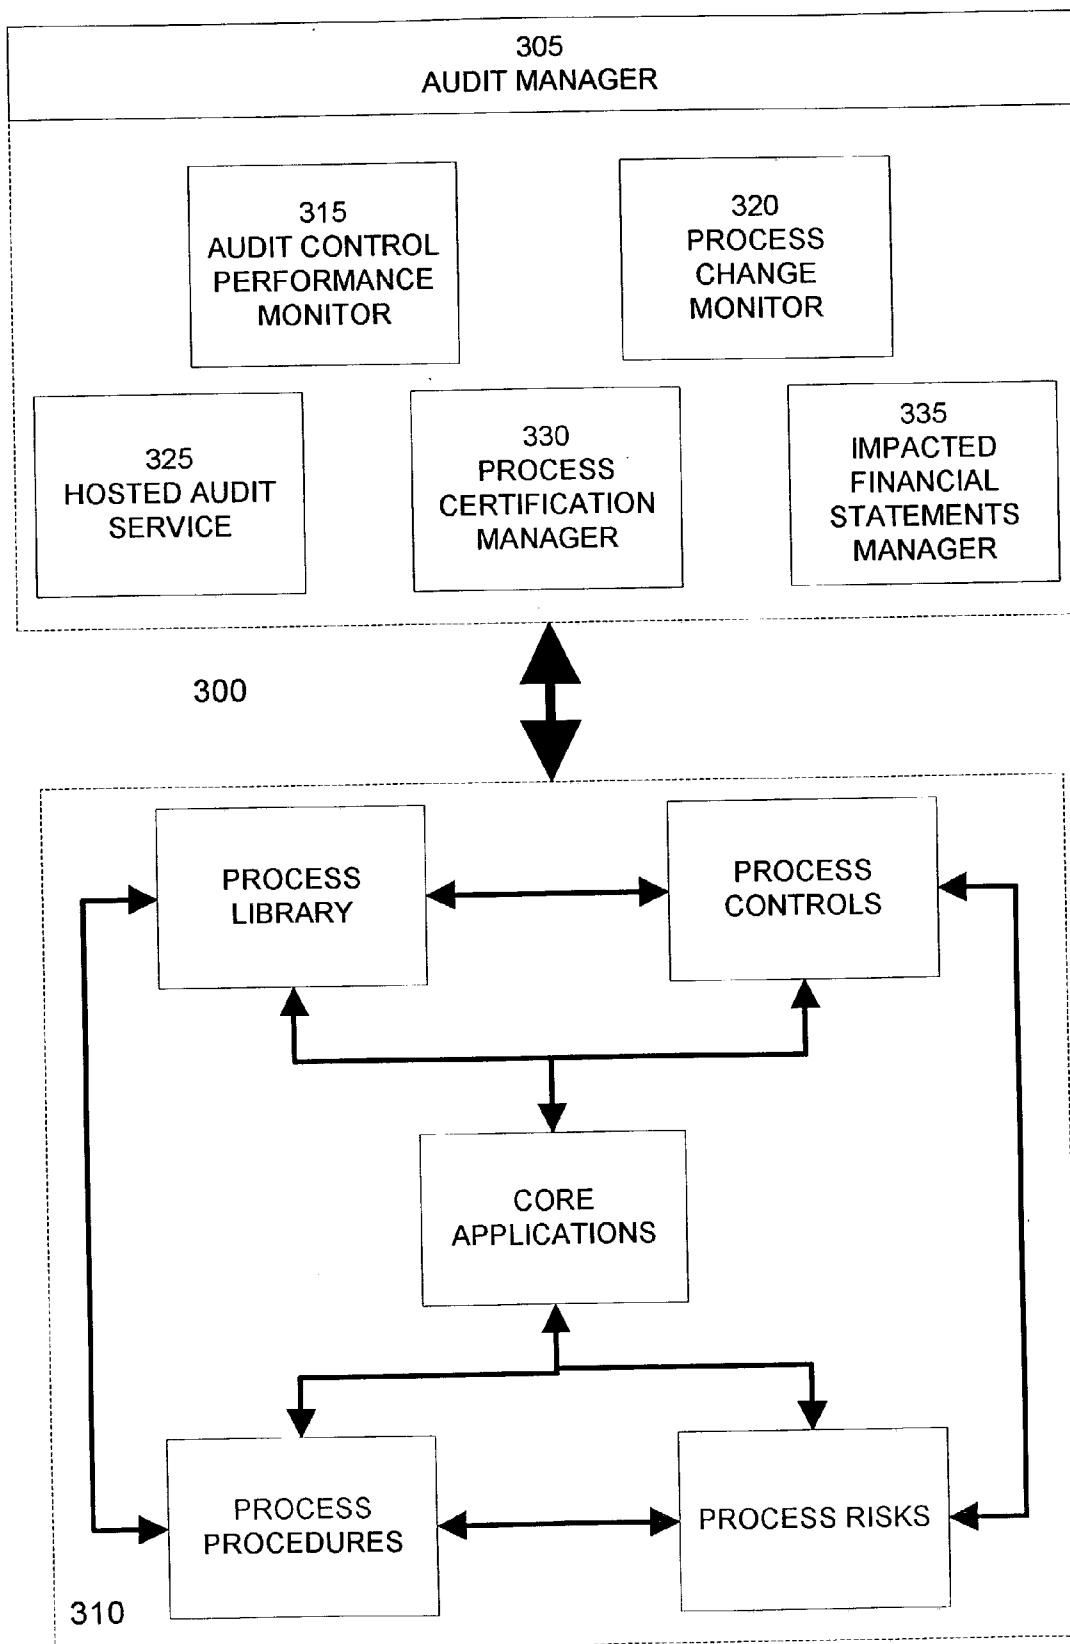 305
AUDIT MANAGER
315
AUDIT CONTROL
PERFORMANCE
MONITOR
320
PROCESS
CHANGE
MONITOR
325
HOSTED AUDIT
SERVICE
330
PROCESS
CERTIFICATION
MANAGER
335
IMPACTED
FINANCIAL
STATEMENTS
MANAGER
300
PROCESS
LIBRARY
PROCESS
CONTROLS
CORE
APPLICATIONS
PROCESS
PROCEDURES
PROCESS RISKS
310